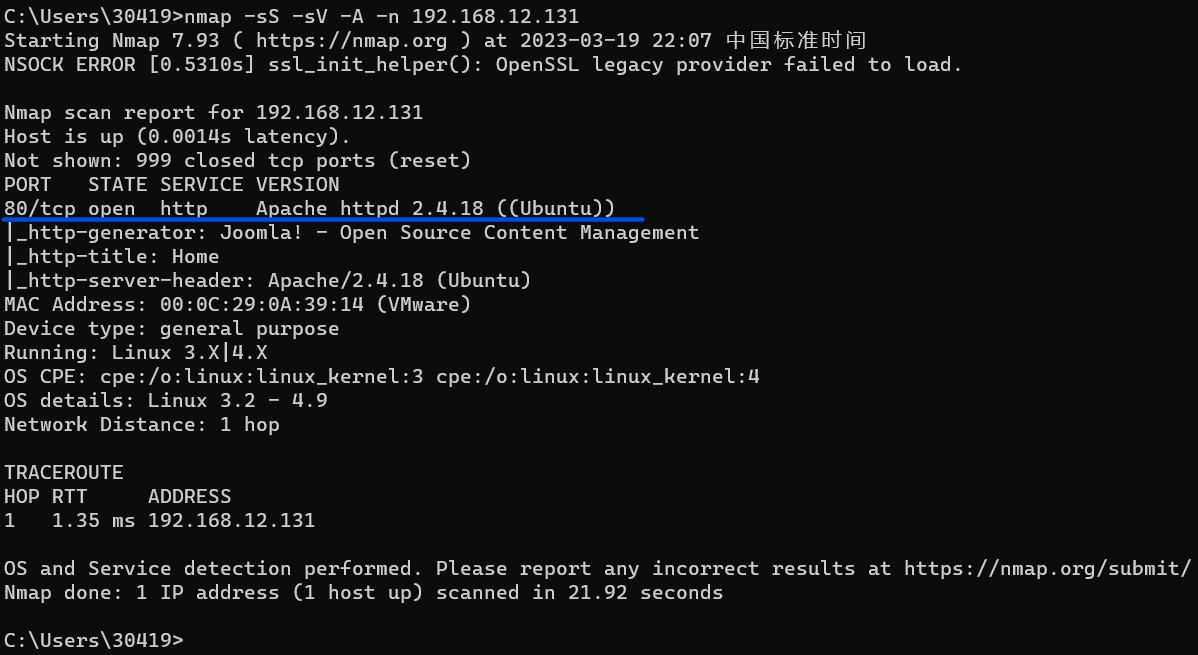 C:\Users\30419>nmap -sS -sV -A -n 192.168.12.131
Starting Nmap 7.93 ( https://nmap.org ) at 2023-03-19 22:07 中国标准时间
NSOCK ERROR [0.5310s] ssl_init_helper(): OpenSSL legacy provider failed to load.

Nmap scan report for 192.168.12.131
Host is up (0.0014s latency).
Not shown: 999 closed tcp ports (reset)
PORT   STATE SERVICE VERSION
80/tcp open  http    Apache httpd 2.4.18 ((Ubuntu))
|_http-generator: Joomla! - Open Source Content Management
|_http-title: Home
|_http-server-header: Apache/2.4.18 (Ubuntu)
MAC Address: 00:0C:29:0A:39:14 (VMware)
Device type: general purpose
Running: Linux 3.X|4.X
OS CPE: cpe:/o:linux:linux_kernel:3 cpe:/o:linux:linux_kernel:4
OS details: Linux 3.2 - 4.9
Network Distance: 1 hop

TRACEROUTE
HOP RTT     ADDRESS
1   1.35 ms 192.168.12.131

OS and Service detection performed. Please report any incorrect results at https://nmap.org/submit/
Nmap done: 1 IP address (1 host up) scanned in 21.92 seconds

C:\Users\30419>